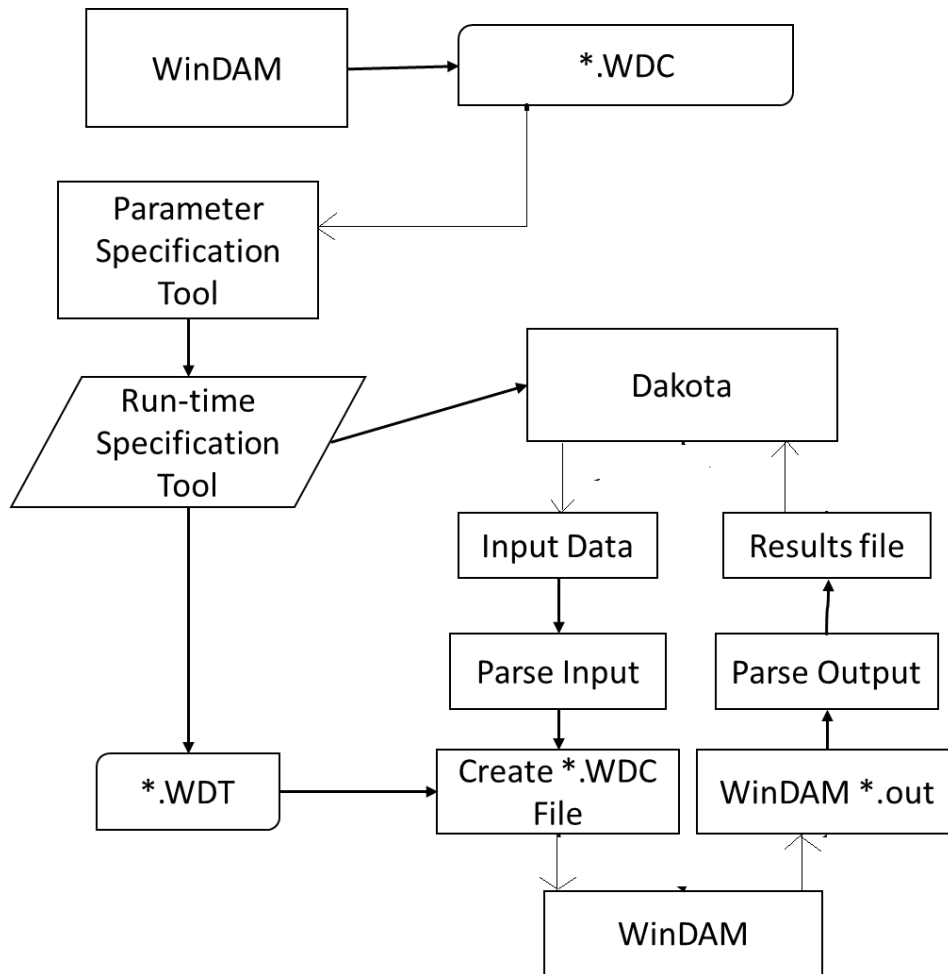 WinDAM
*.WDC
Parameter
Specification
Tool
Run-time
Specification
Tool
Dakota
Input Data
Results file
Parse Input
Parse Output
*.WDT
Create *.WDC
File
WinDAM *.out
WinDAM